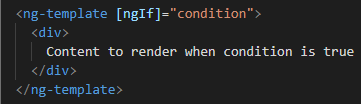 <ng-template [ngIf]="condition">
<div>
Content to render when condition is true
</div>
</ng-template>